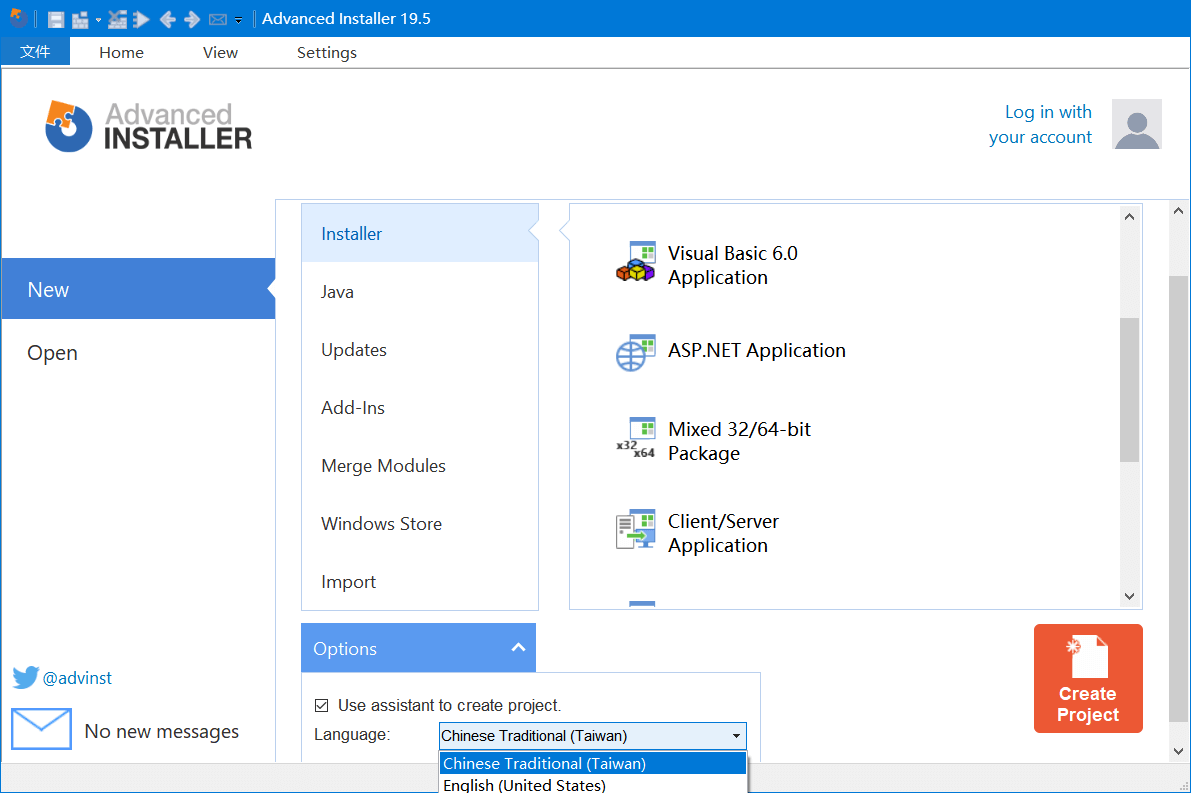 Advanced Installer 19.5
文件
Home
View
Settings
Advanced
INSTALLER
Log in with
your account
New
Open
Installer
Java
Updates
Add-Ins
Merge Modules
Windows Store
Import
Visual Basic 6.0
Application
ASP.NET Application
x32
x64
Mixed 32/64-bit
Package
Client/Server
Application
Options
Use assistant to create project.
Language:
Chinese Traditional (Taiwan)
Chinese Traditional (Taiwan)
English (United States)
Create
Project
@advinst
No new messages